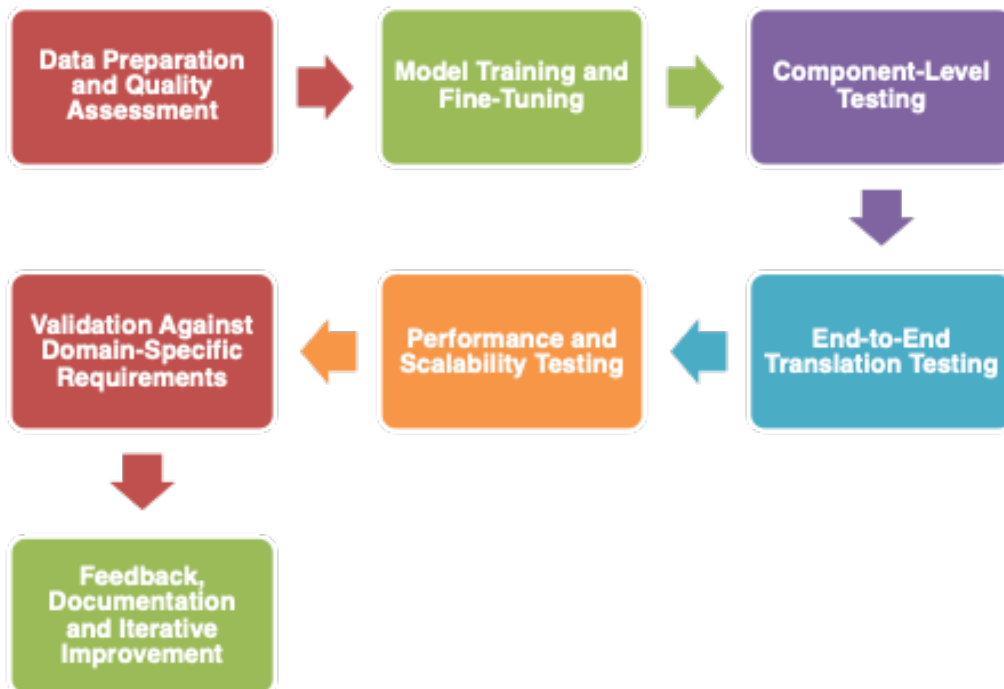 Data Preparation
and Quality
Assessment
Model Training and
Fine-Tuning
Component-Level
Testing
End-to-End
Translation Testing
Performance and
Scalability Testing
Validation Against
Domain-Specific
Requirements
Feedback,
Documentation
and Iterative
Improvement